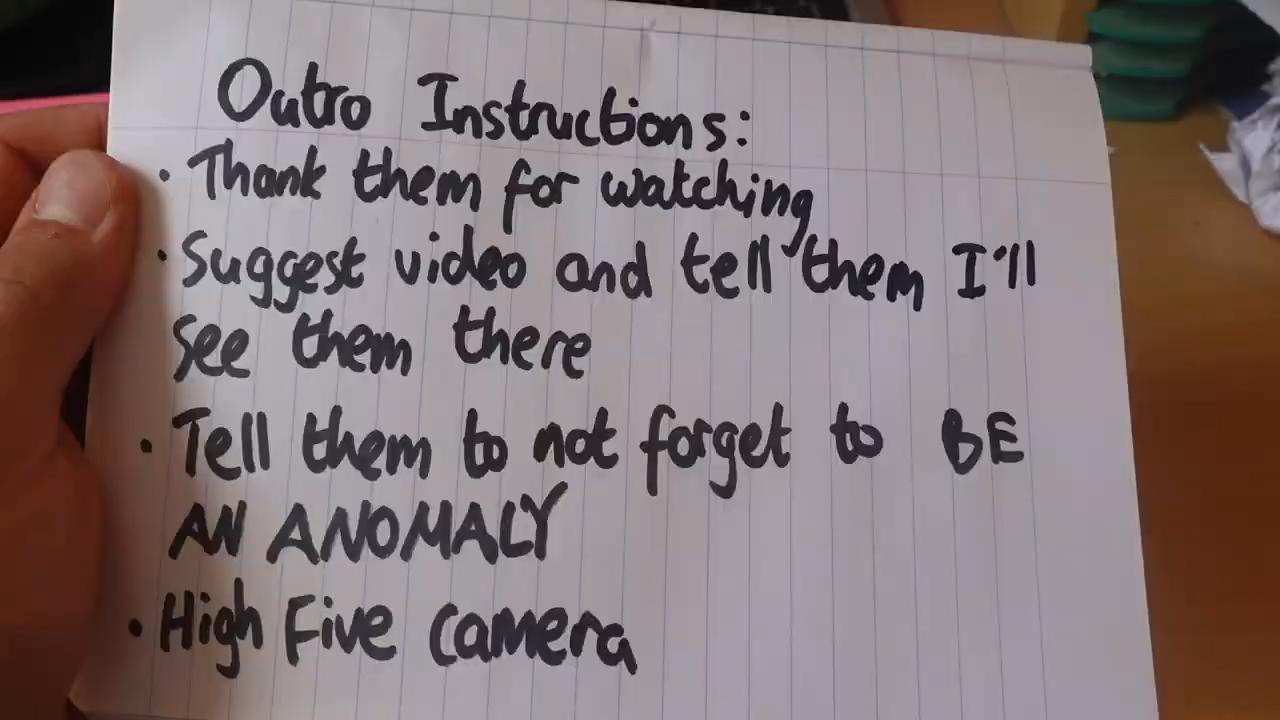 Outro Instructions:
• Thank them for watching
• Suggest video and tell them I'll
see them there
• Tell them to not forget to BE
AN ANOMALY
• High Five camera